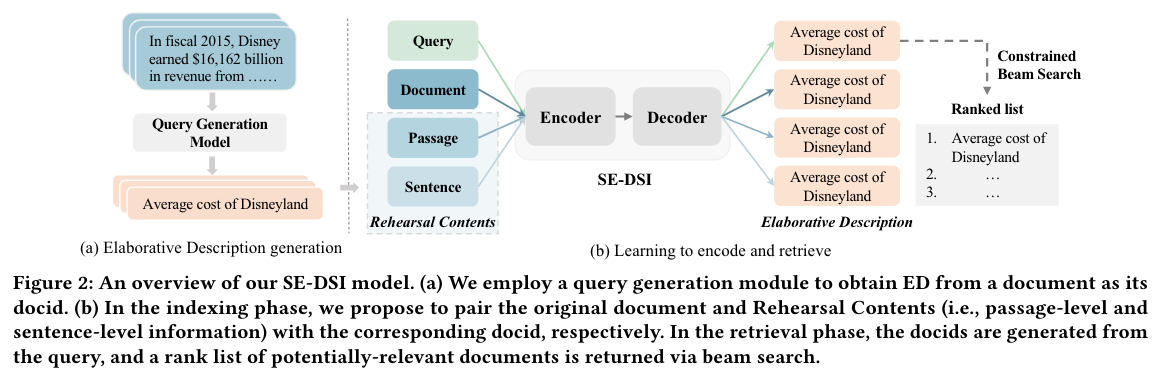 In fiscal 2015, Disney
earned $16,162 billion
in revenue from ……
Query Generation
Model
Average cost of Disneyland
(a) Elaborative Description generation
Query
Document
Passage
Sentence
Rehearsal Contents
Encoder
Decoder
SE-DSI
Average cost of
Disneyland
Average cost of
Disneyland
Average cost of
Disneyland
Average cost of
Disneyland
Elaborative Description
Constrained
Beam Search
Ranked list
1. Average cost of
Disneyland
2. …
3. …
(b) Learning to encode and retrieve
Figure 2: An overview of our SE-DSI model. (a) We employ a query generation module to obtain ED from a document as its
docid. (b) In the indexing phase, we propose to pair the original document and Rehearsal Contents (i.e., passage-level and
sentence-level information) with the corresponding docid, respectively. In the retrieval phase, the docids are generated from
the query, and a rank list of potentially-relevant documents is returned via beam search.